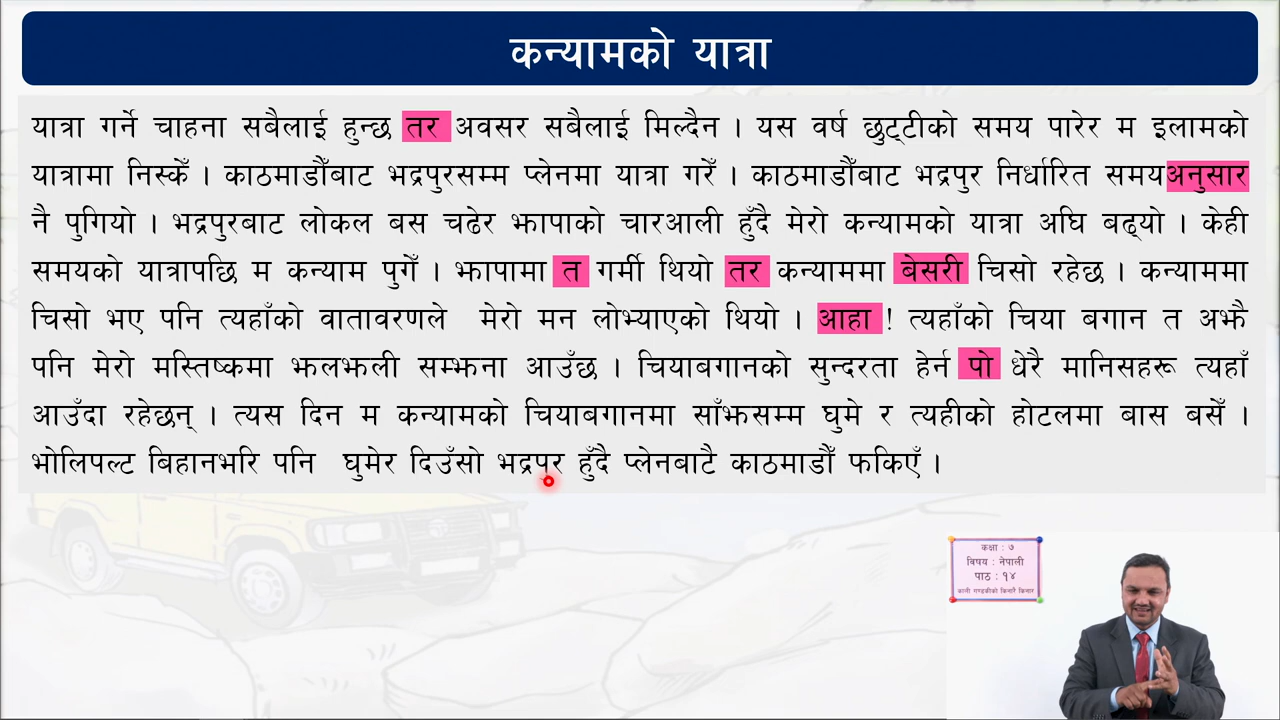 कन्यामको यात्रा
यात्रा गर्ने चाहना सबैलाई हुन्छ तर अवसर सबैलाई मिल्दैन । यस वर्ष छुट्टीको समय पारेर म इलामको
यात्रामा निस्केँ । काठमाडौँबाट भद्रपुरसम्म प्लेनमा यात्रा गरेँ । काठमाडौँबाट भद्रपुर निर्धारित समयअनुसार
नै पुगियो । भद्रपुरबाट लोकल बस चढेर झापाको चारआली हुँदै मेरो कन्यामको यात्रा अघि बढ्यो । केही
समयको यात्रापछि म कन्याम पुगेँ । झापामा त गर्मी थियो तर कन्याममा बेसरी चिसो रहेछ । कन्याममा
चिसो भए पनि त्यहाँको वातावरणले मेरो मन लोभ्याएको थियो । आहा ! त्यहाँको चिया बगान त अझै
पनि मेरो मस्तिष्कमा झलझली सम्झना आउँछ । चियाबगानको सुन्दरता हेर्न पो धेरै मानिसहरू त्यहाँ
आउँदा रहेछन् । त्यस दिन म कन्यामको चियाबगानमा साँझसम्म घुमे र त्यहीको होटलमा बास बसेँ ।
भोलिपल्ट बिहानभरि पनि घुमेर दिउँसो भद्रपुर हुँदै प्लेनबाटै काठमाडौँ फकिएँ ।
कक्षा : ७
विषय : नेपाली
पाठ : १४
काली गण्डकीको किनारै किनार